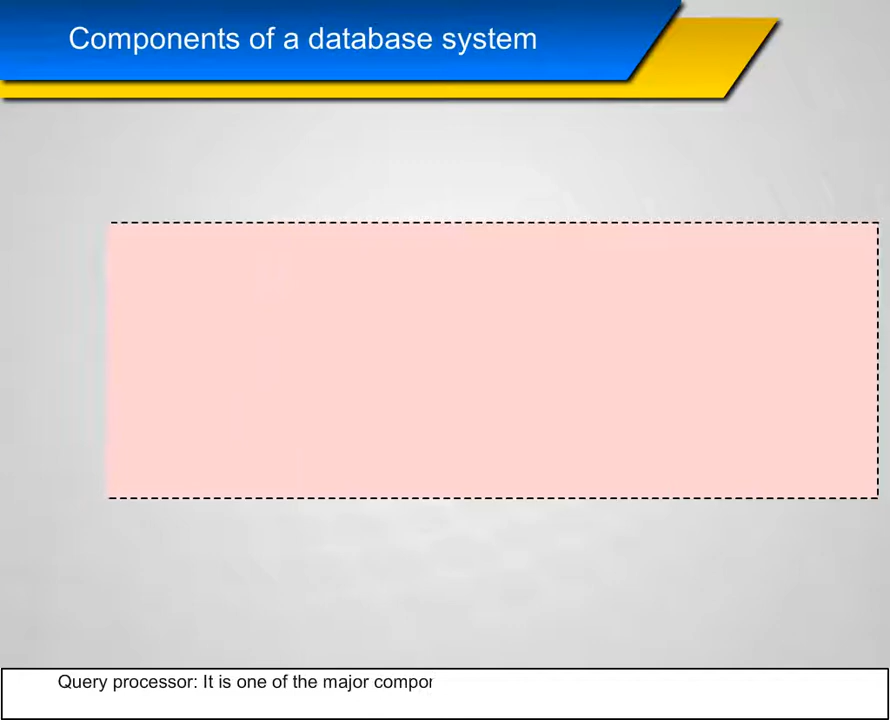 Components of a database system
Query processor: It is one of the major